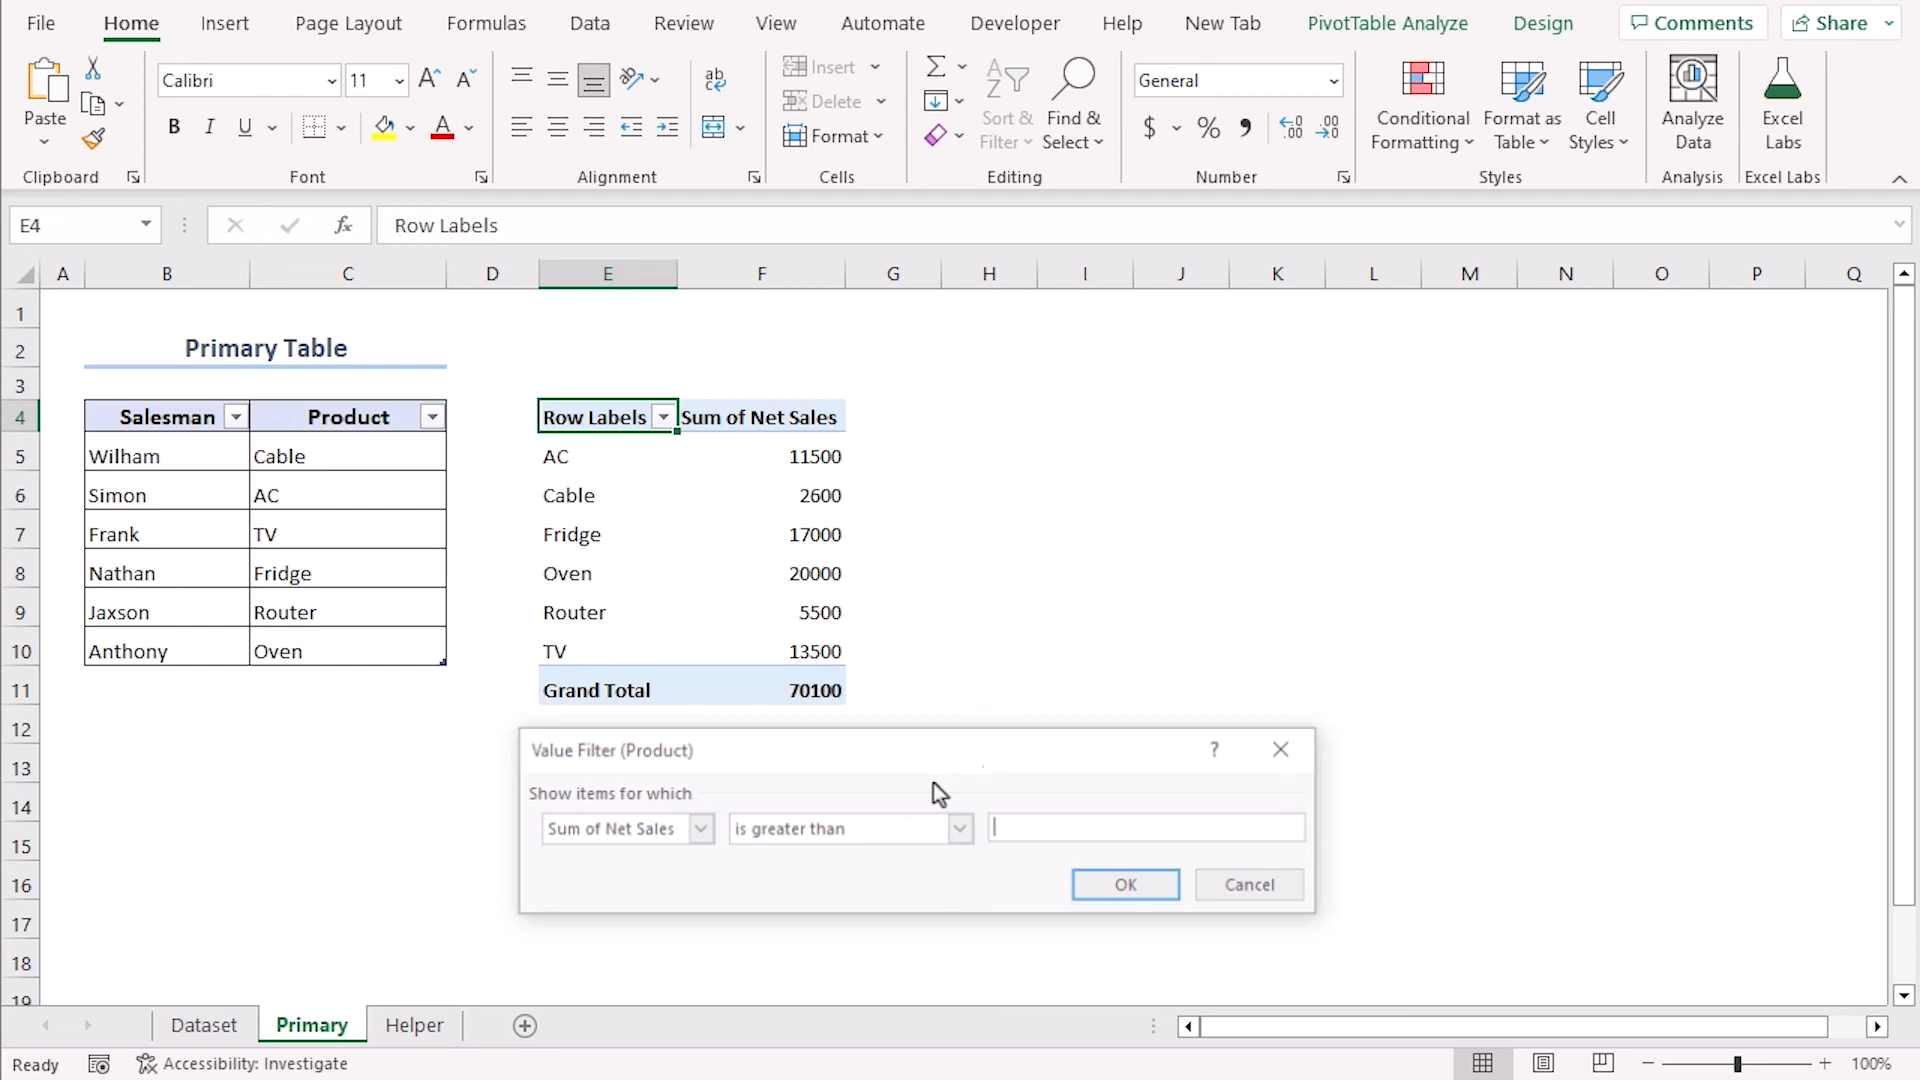 File Home Insert Page Layout Formulas Data Review View Automate Developer Help New Tab PivotTable Analyze Design Comments Share
Paste
Clipboard
Calibri 11
B I U A
Font
ab
Alignment
Insert
Delete
Format
Cells
Sort & Filter
Find & Select
Editing
General
$ % ,
Number
Conditional Formatting
Format as Table
Cell Styles
Styles
Analyze Data
Analysis
Excel Labs
Excel Labs
E4 fx Row Labels
A B C D E F G H I J K L M N O P Q
1
2 Primary Table
3
4 Salesman Product Row Labels Sum of Net Sales
5 Wilham Cable AC 11500
6 Simon AC Cable 2600
7 Frank TV Fridge 17000
8 Nathan Fridge Oven 20000
9 Jaxson Router Router 5500
10 Anthony Oven TV 13500
11 Grand Total 70100
12
13
14
15
16
17
18
19
Value Filter (Product) ?
Show items for which
Sum of Net Sales is greater than
OK Cancel
Dataset Primary Helper
Ready Accessibility: Investigate 100%